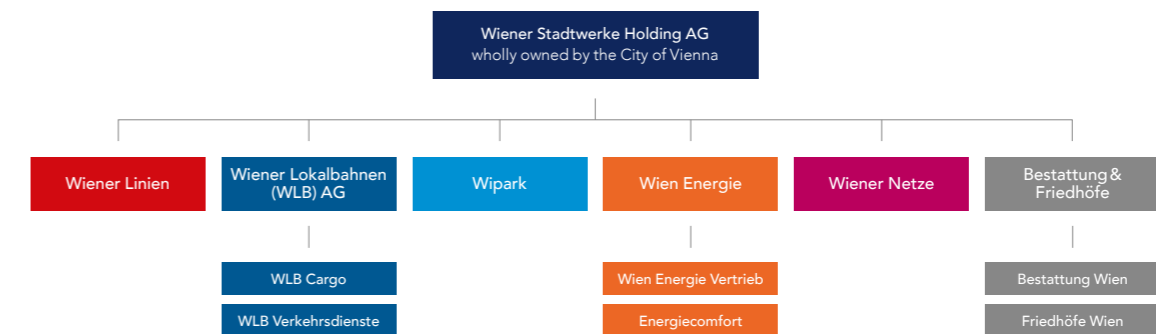 Wiener Stadtwerke Holding AG
wholly owned by the City of Vienna
Wiener Linien
Wiener Lokalbahnen
(WLB) AG
Wipark
Wien Energie
Wiener Netze
Bestattung &
Friedhöfe
WLB Cargo
Wien Energie Vertrieb
Bestattung Wien
WLB Verkehrsdienste
Energiecomfort
Friedhöfe Wien